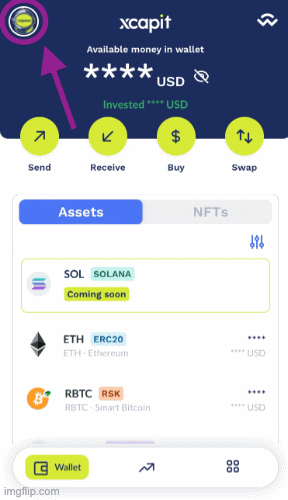 xcapit
Available money in wallet
**** USD
Invested **** USD
Send Receive Buy Swap
Assets NFTs
SOL SOLANA
Coming soon
ETH ERC20 ****
ETH - Ethereum **** USD
RBTC RSK ****
RBTC - Smart Bitcoin **** USD
Wallet
imgflip.com